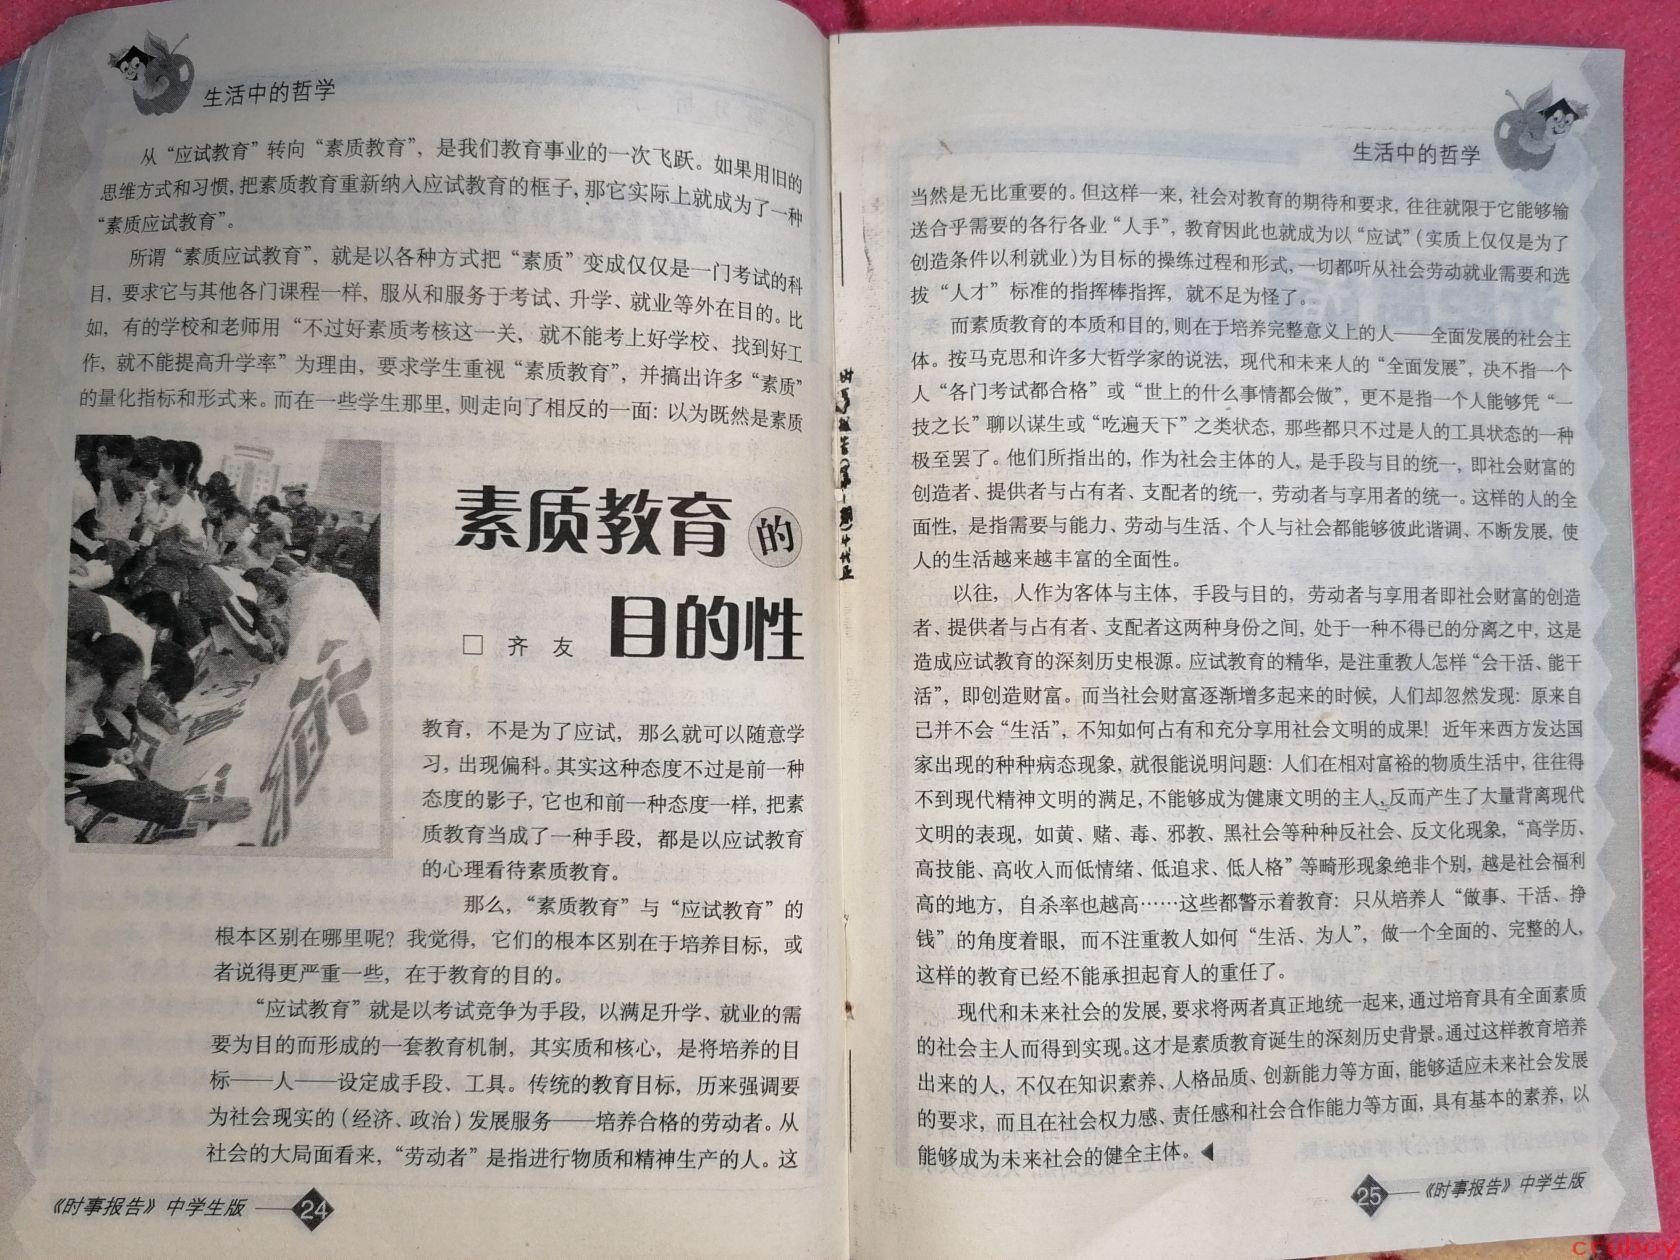 生活中的哲学
从“应试教育”转向“素质教育”，是我们教育事业的一次飞跃。如果用旧的
思维方式和习惯，把素质教育重新纳入应试教育的框子，那它实际上就成为了一种
“素质应试教育”。
所谓“素质应试教育”，就是以各种方式把“素质”变成仅仅是一门考试的科
目，要求它与其他各门课程一样，服从和服务于考试、升学、就业等外在目的。比
如，有的学校和老师用“不过好素质考核这一关，就不能考上好学校、找到好工
作，就不能提高升学率”为理由，要求学生重视“素质教育”，并搞出许多“素质”
的量化指标和形式来。而在一些学生那里，则走向了相反的一面：以为既然是素质
素质教育的
目的性
□ 齐 友
教育，不是为了应试，那么就可以随意学
习，出现偏科。其实这种态度不过是前一种
态度的影子，它也和前一种态度一样，把素
质教育当成了一种手段，都是以应试教育
的心理看待素质教育。
那么，“素质教育”与“应试教育”的
根本区别在哪里呢？我觉得，它们的根本区别在于培养目标，或
者说得更严重一些，在于教育的目的。
“应试教育”就是以考试竞争为手段，以满足升学、就业的需
要为目的而形成的一套教育机制，其实质和核心，是将培养的目
标——人——设定成手段、工具。传统的教育目标，历来强调要
为社会现实的（经济、政治）发展服务——培养合格的劳动者。从
社会的大局面看来，“劳动者”是指进行物质和精神生产的人。这
《时事报告》中学生版 —— 24
生活中的哲学
当然是无比重要的。但这样一来，社会对教育的期待和要求，往往就限于它能够输
送合乎需要的各行各业“人手”，教育因此也就成为以“应试”（实质上仅仅是为了
创造条件以利就业）为目标的操练过程和形式，一切都听从社会劳动就业需要和选
拔“人才”标准的指挥棒指挥，就不足为怪了。
而素质教育的本质和目的，则在于培养完整意义上的人——全面发展的社会主
体。按马克思和许多大哲学家的说法，现代和未来人的“全面发展”，决不指一个
人“各门考试都合格”或“世上的什么事情都会做”，更不是指一个人能够凭“一
技之长”聊以谋生或“吃遍天下”之类状态，那些都只不过是人的工具状态的一种
极至罢了。他们所指出的，作为社会主体的人，是手段与目的统一，即社会财富的
创造者、提供者与占有者、支配者的统一，劳动者与享用者的统一。这样的人的全
面性，是指需要与能力、劳动与生活、个人与社会都能够彼此谐调、不断发展，使
人的生活越来越丰富的全面性。
以往，人作为客体与主体，手段与目的，劳动者与享用者即社会财富的创造
者、提供者与占有者、支配者这两种身份之间，处于一种不得已的分离之中，这是
造成应试教育的深刻历史根源。应试教育的精华，是注重教人怎样“会干活、能干
活”，即创造财富。而当社会财富逐渐增多起来的时候，人们却忽然发现：原来自
己并不会“生活”，不知如何占有和充分享用社会文明的成果！近年来西方发达国
家出现的种种病态现象，就很能说明问题：人们在相对富裕的物质生活中，往往得
不到现代精神文明的满足，不能够成为健康文明的主人，反而产生了大量背离现代
文明的表现，如黄、赌、毒、邪教、黑社会等种种反社会、反文化现象，“高学历、
高技能、高收入而低情绪、低追求、低人格”等畸形现象绝非个别，越是社会福利
高的地方，自杀率也越高……这些都警示着教育：只从培养人“做事、干活、挣
钱”的角度着眼，而不注重教人如何“生活、为人”，做一个全面的、完整的人，
这样的教育已经不能承担起育人的重任了。
现代和未来社会的发展，要求将两者真正地统一起来，通过培育具有全面素质
的社会主人而得到实现。这才是素质教育诞生的深刻历史背景。通过这样教育培养
出来的人，不仅在知识素养、人格品质、创新能力等方面，能够适应未来社会发展
的要求，而且在社会权力感、责任感和社会合作能力等方面，具有基本的素养，以
能够成为未来社会的健全主体。◀
25 ——《时事报告》中学生版